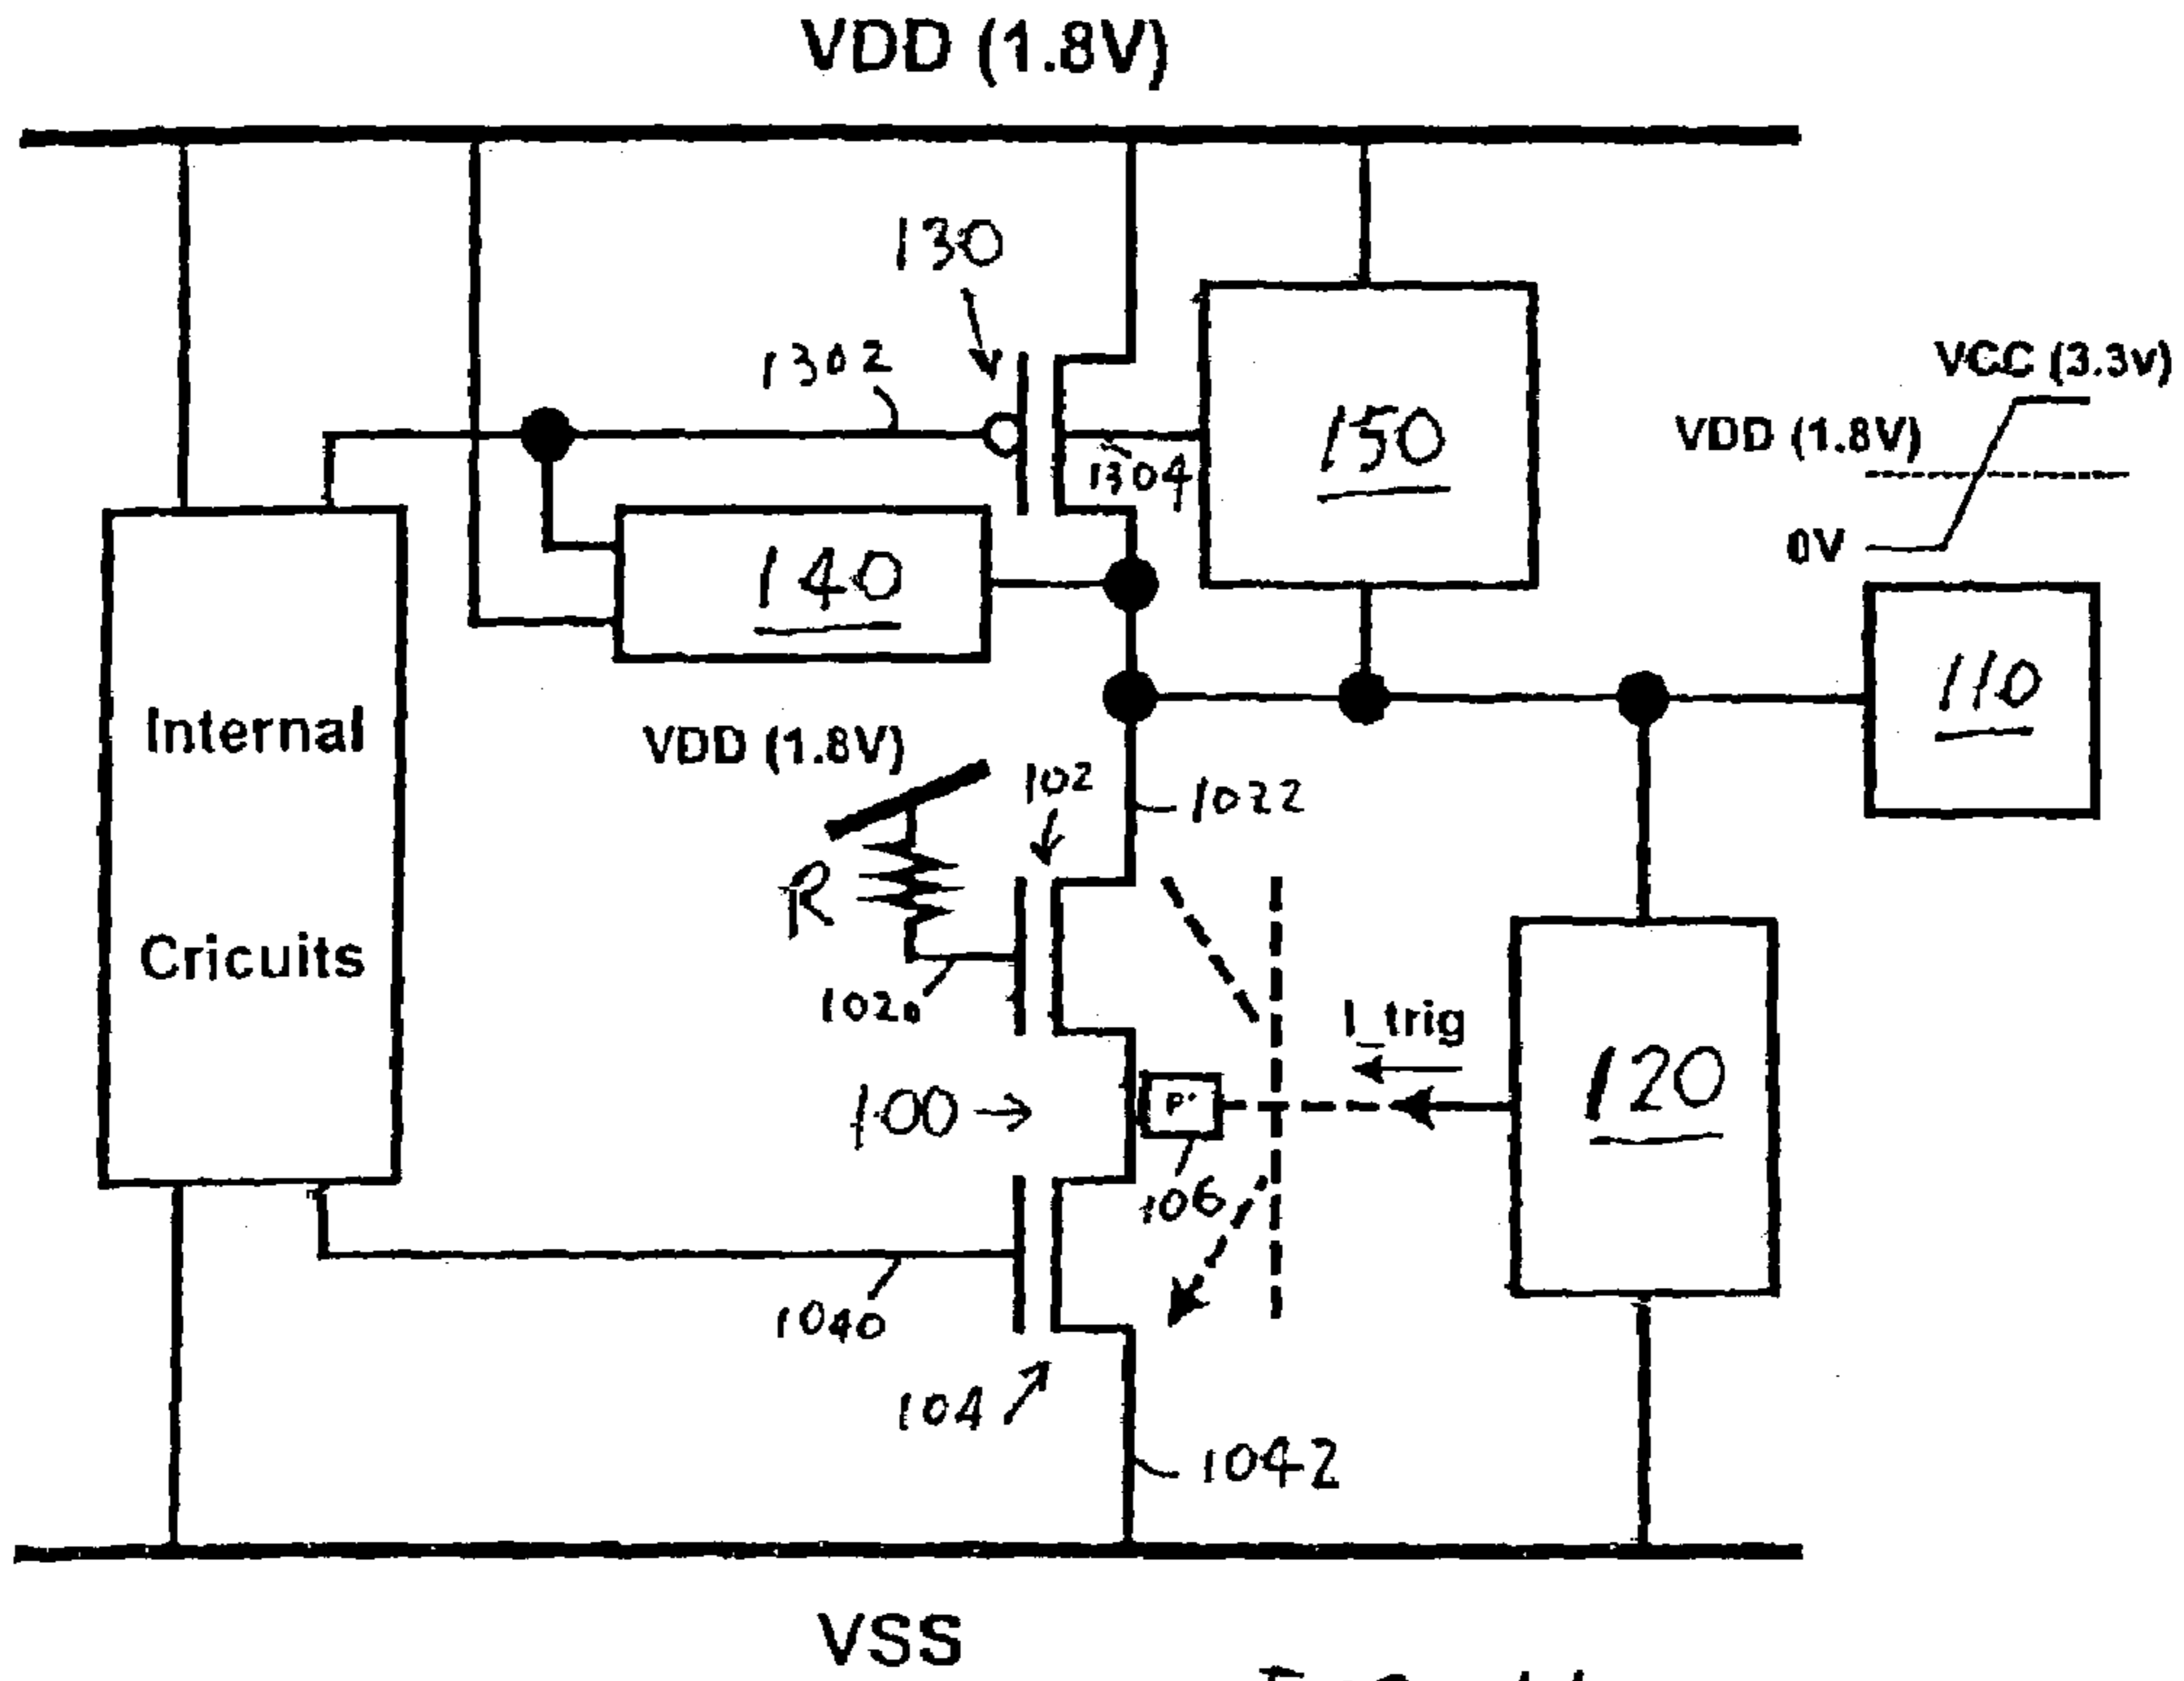 VDD (1.8V)
130
1302
150
VCC (3.3v)
VDD (1.8V)
1304
0V
140
110
Internal
Cricuits
VDD (1.8V)
102
1022
R
1020
I_trig
120
100
P+
106
1040
104
1042
VSS